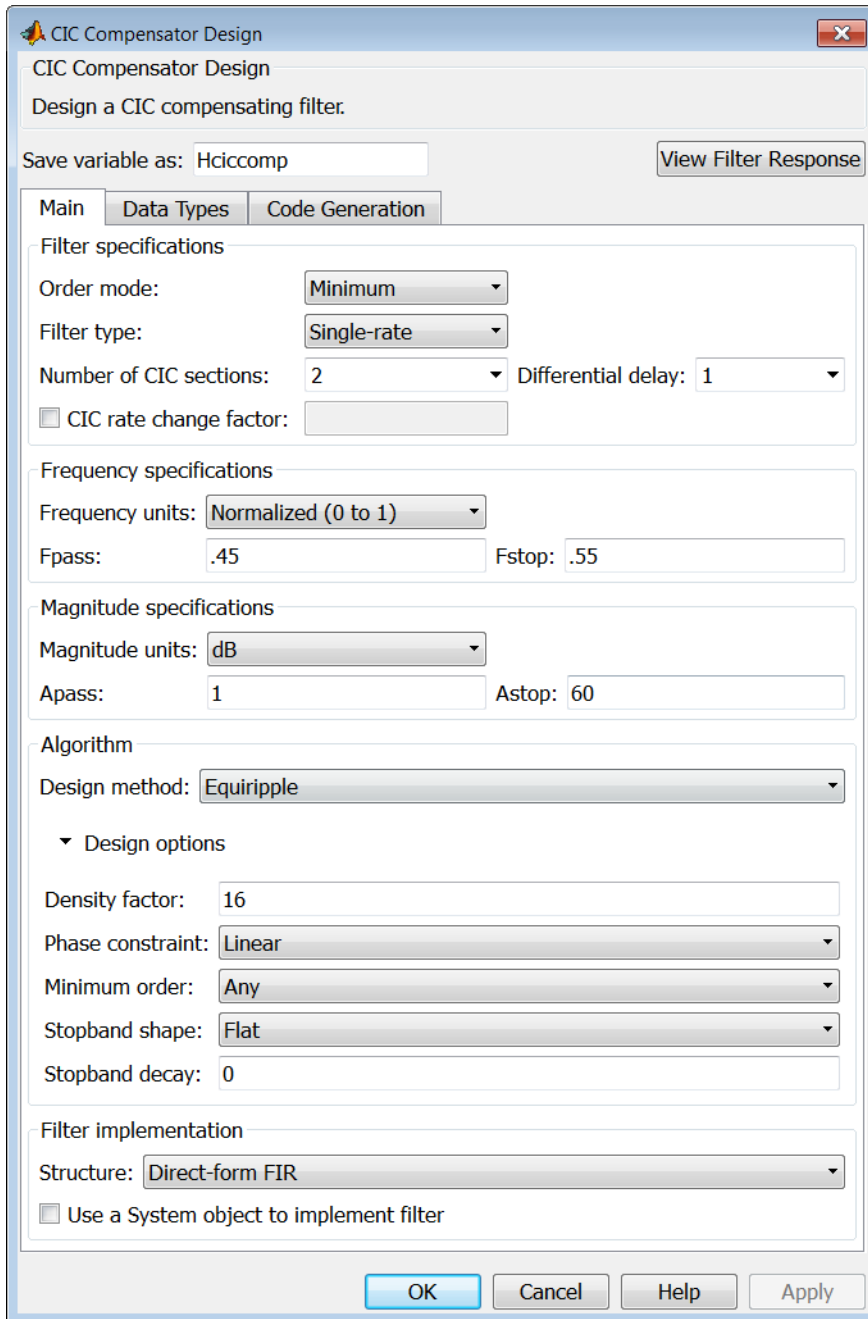 CIC Compensator Design
CIC Compensator Design
Design a CIC compensating filter.
Save variable as: Hciccomp View Filter Response
Main Data Types Code Generation
Filter specifications
Order mode: Minimum
Filter type: Single-rate
Number of CIC sections: 2 Differential delay: 1
CIC rate change factor:
Frequency specifications
Frequency units: Normalized (0 to 1)
Fpass: .45 Fstop: .55
Magnitude specifications
Magnitude units: dB
Apass: 1 Astop: 60
Algorithm
Design method: Equiripple
Design options
Density factor: 16
Phase constraint: Linear
Minimum order: Any
Stopband shape: Flat
Stopband decay: 0
Filter implementation
Structure: Direct-form FIR
Use a System object to implement filter
OK Cancel Help Apply